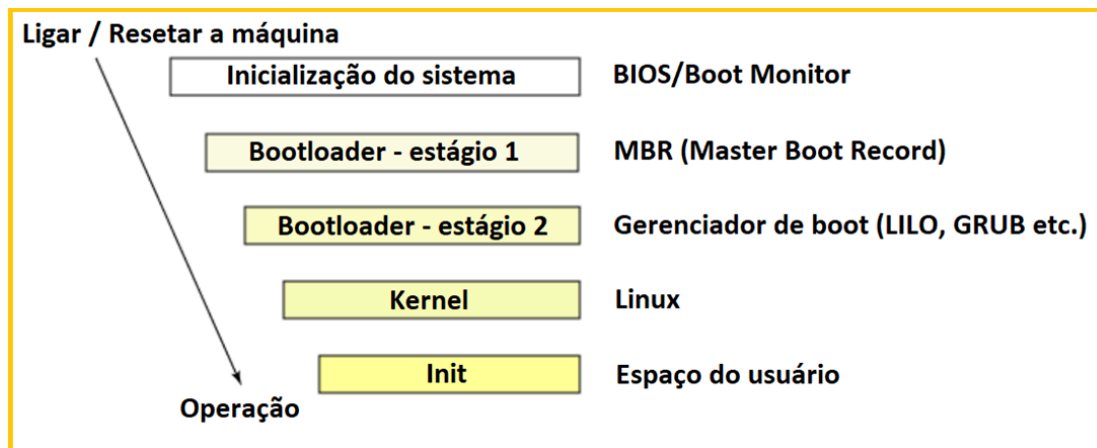 Ligar / Resetar a máquina
Inicialização do sistema BIOS/Boot Monitor
Bootloader - estágio 1 MBR (Master Boot Record)
Bootloader - estágio 2 Gerenciador de boot (LILO, GRUB etc.)
Kernel Linux
Init Espaço do usuário
Operação